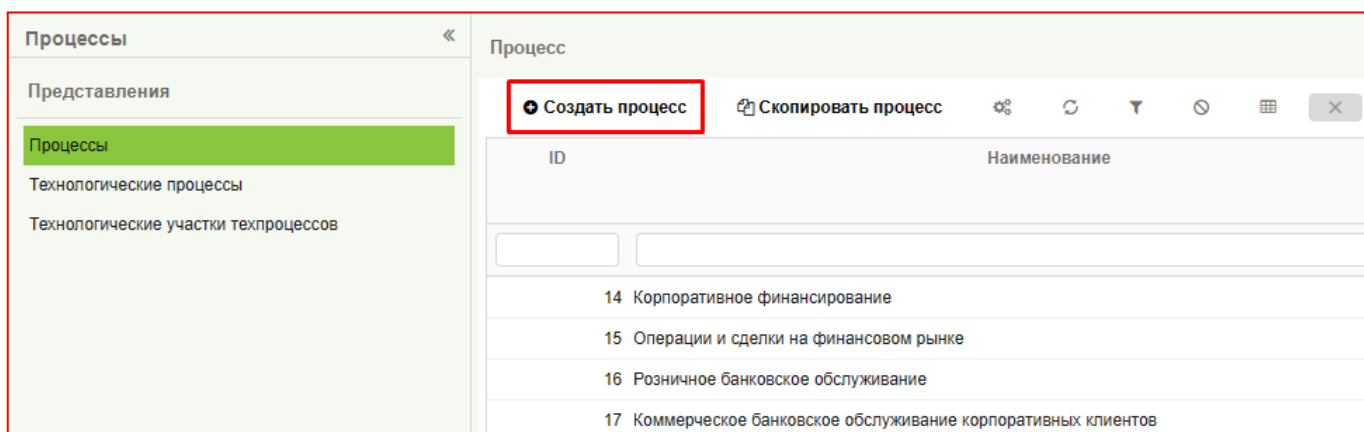 Процессы
Представления
Процессы
Технологические процессы
Технологические участки техпроцессов
Процесс
Создать процесс Скопировать процесс
ID Наименование
14 Корпоративное финансирование
15 Операции и сделки на финансовом рынке
16 Розничное банковское обслуживание
17 Коммерческое банковское обслуживание корпоративных клиентов